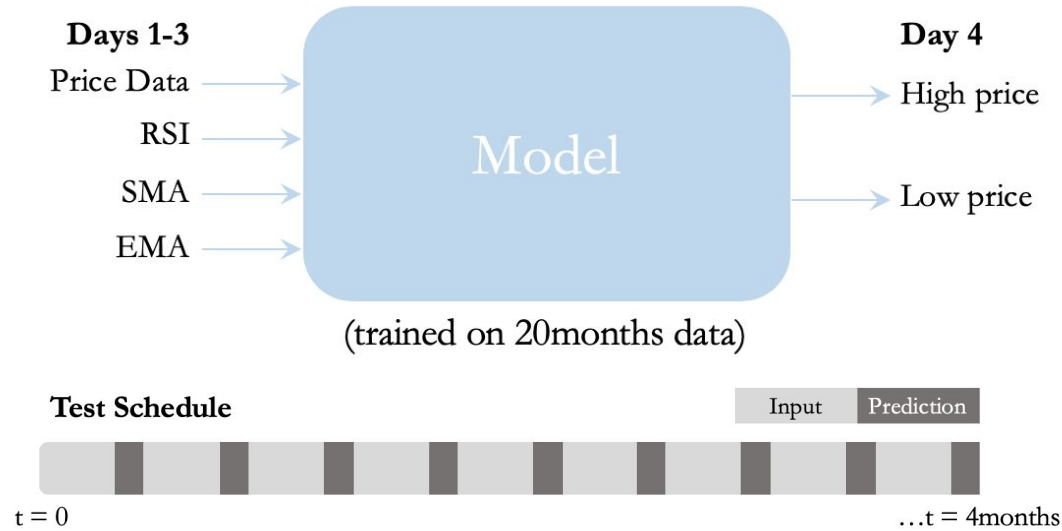 Days 1-3
Price Data
RSI
SMA
EMA
Model
Day 4
High price
Low price
(trained on 20months data)
Test Schedule
Input
Prediction
t = 0
…t = 4months